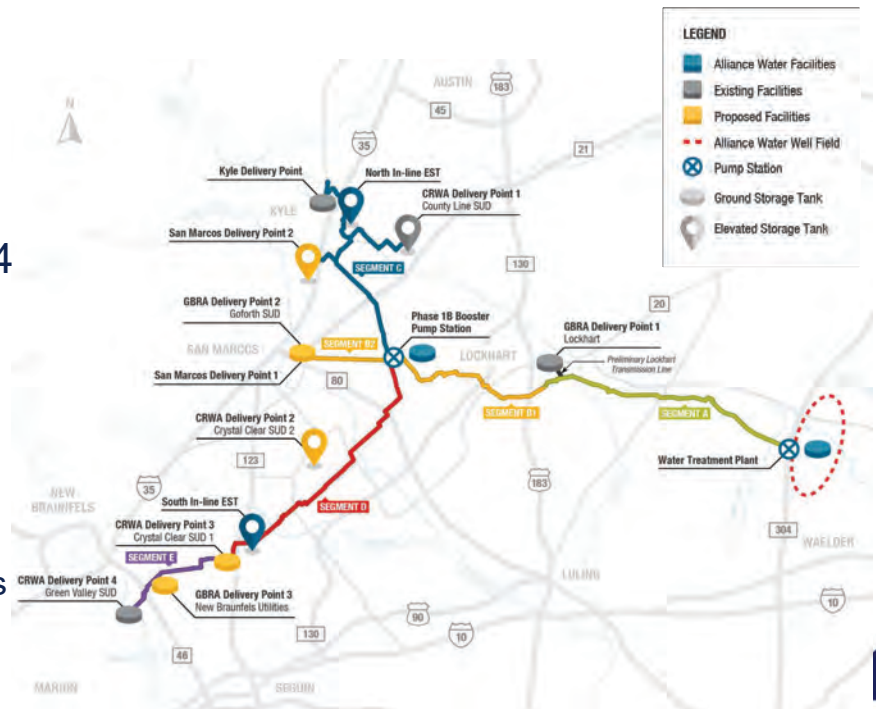 LEGEND
Alliance Water Facilities
Existing Facilities
Proposed Facilities
Alliance Water Well Field
Pump Station
Ground Storage Tank
Elevated Storage Tank
N
AUSTIN
183
45
35
21
Kyle Delivery Point
North In-line EST
CRWA Delivery Point 1
County Line SUD
KYLE
San Marcos Delivery Point 2
4
SEGMENT C
130
20
GBRA Delivery Point 2
Goforth SUD
Phase 1B Booster
Pump Station
GBRA Delivery Point 1
Lockhart
SAN MARCOS
SEGMENT B2
LOCKHART
Preliminary Lockhart
Transmission Line
San Marcos Delivery Point 1
80
SEGMENT B1
SEGMENT A
CRWA Delivery Point 2
Crystal Clear SUD 2
Water Treatment Plant
123
35
183
NEW
BRAUNFELS
South In-line EST
SEGMENT D
304
CRWA Delivery Point 3
Crystal Clear SUD 1
WAELDER
SEGMENT E
LULING
s
CRWA Delivery Point 4
Green Valley SUD
GBRA Delivery Point 3
New Braunfels Utilities
90
10
10
130
46
MARION
SEGUIN